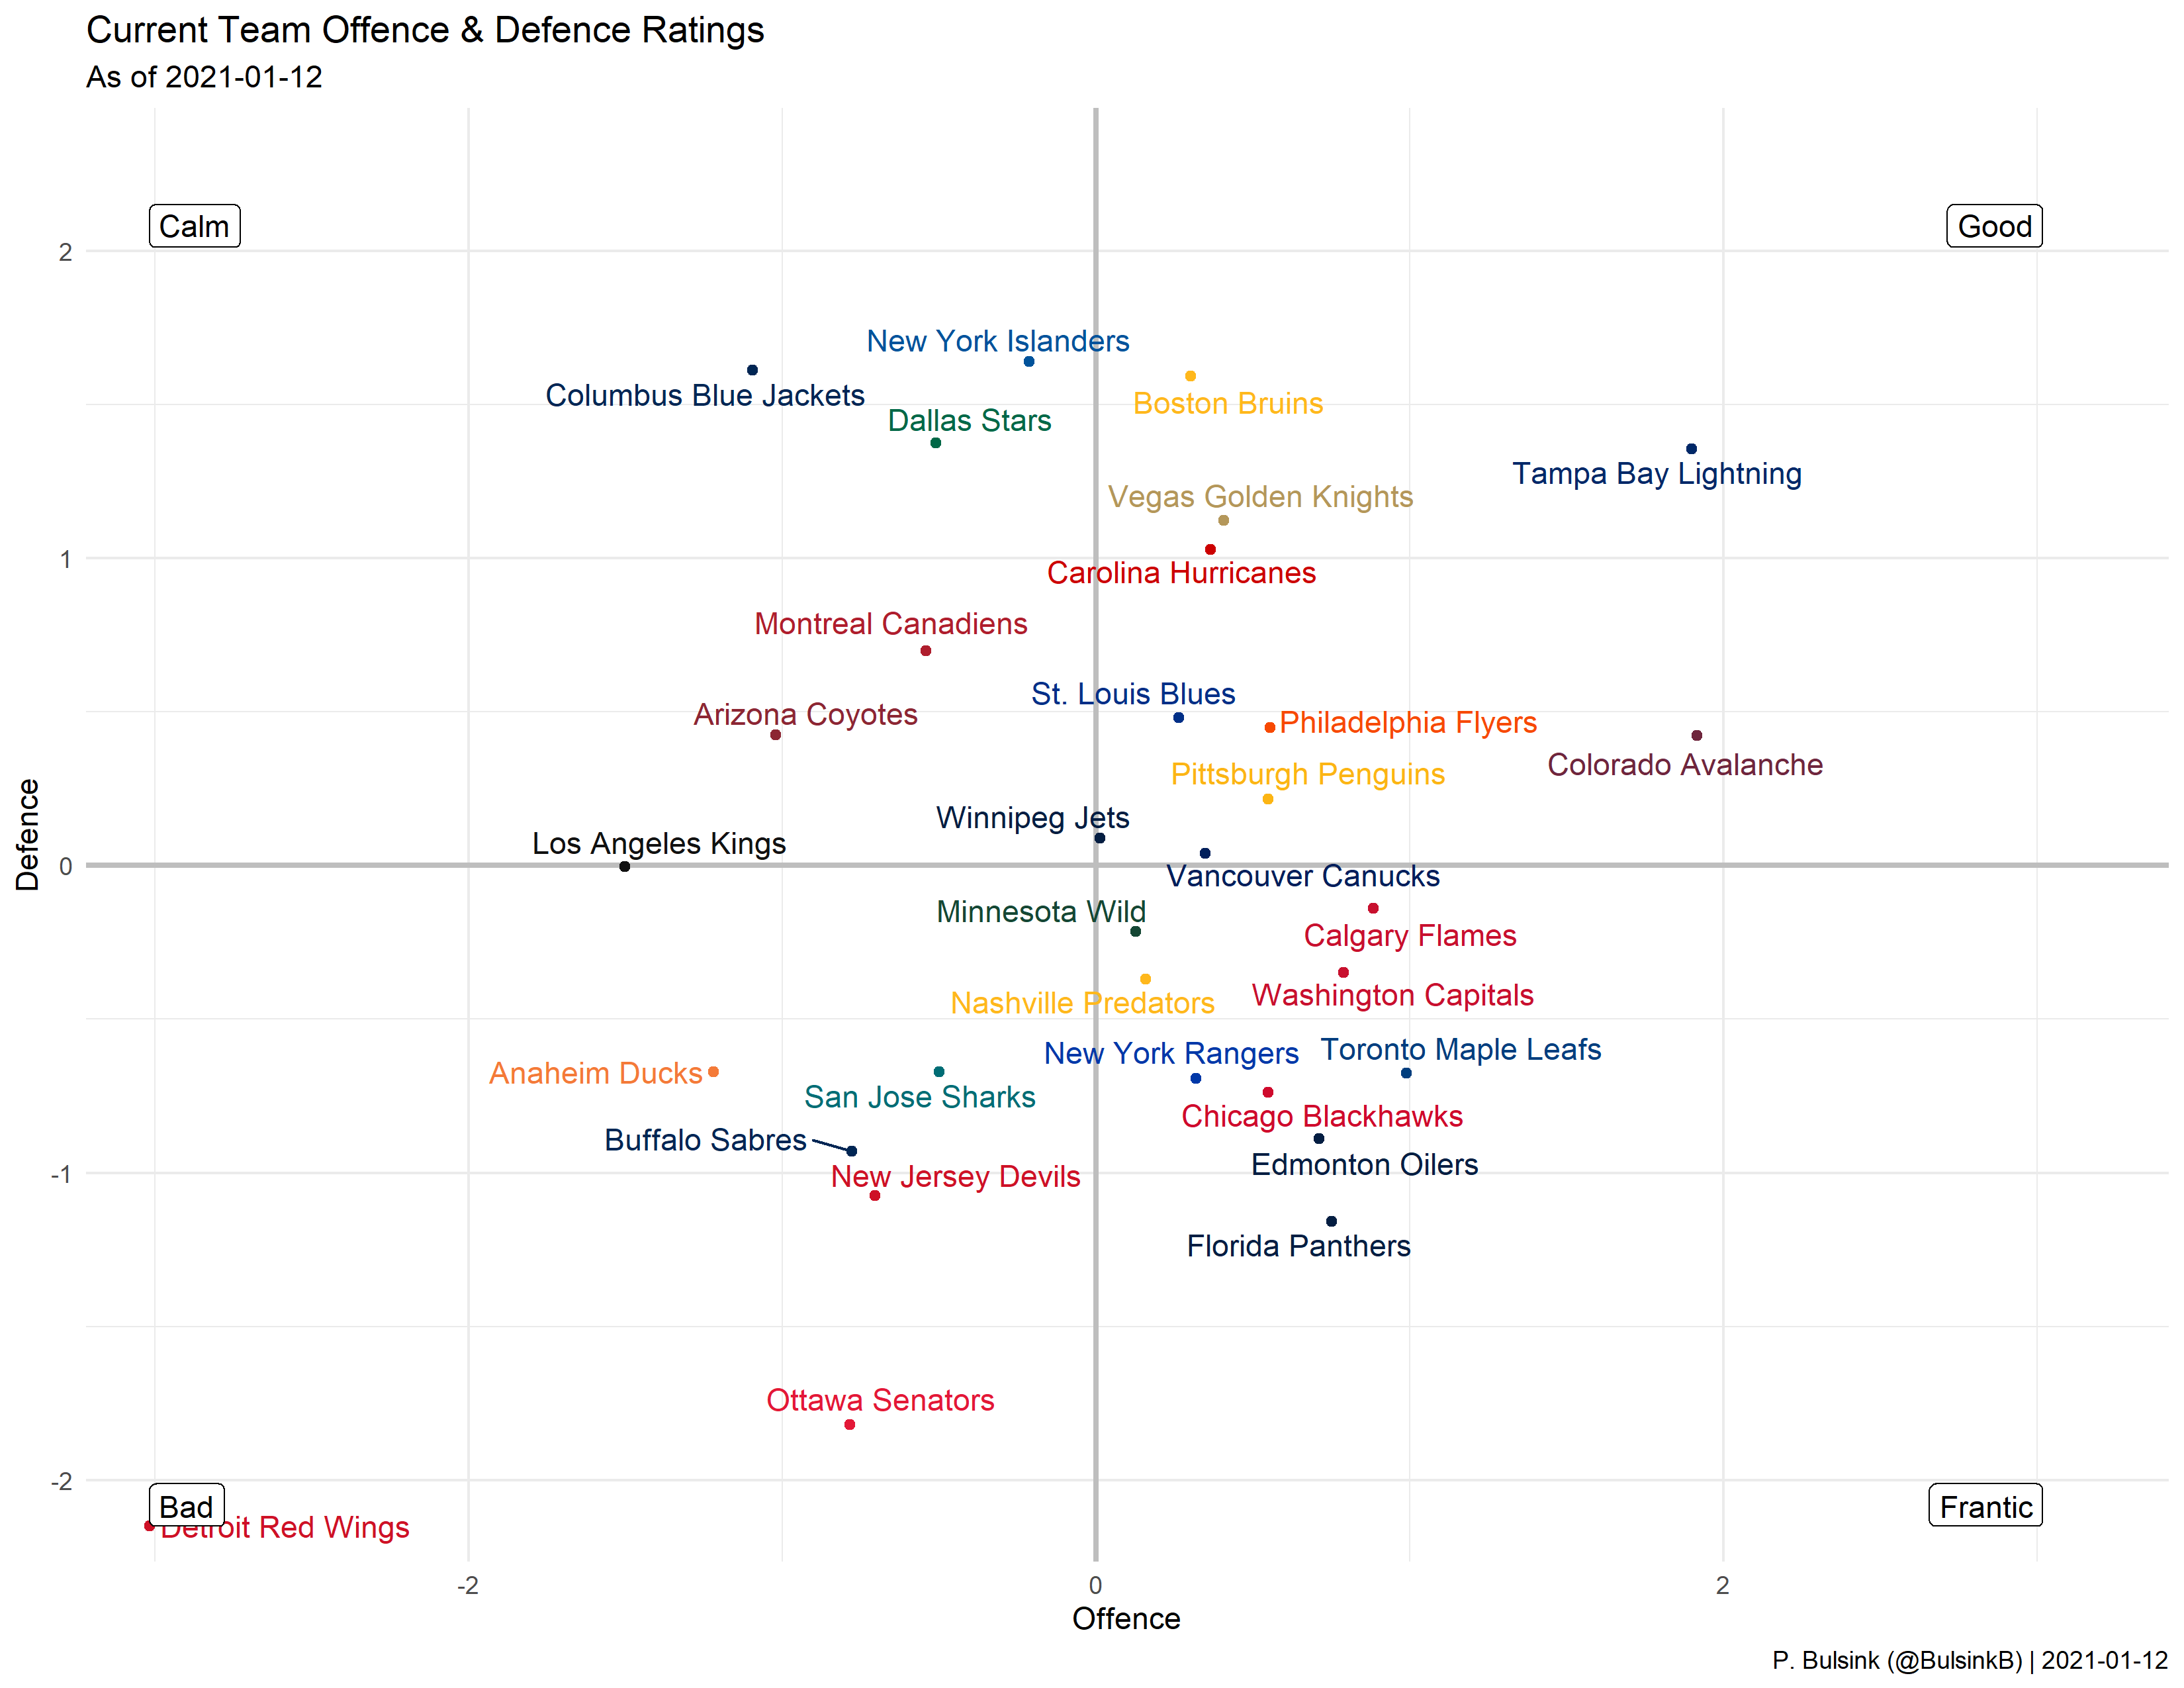 Current Team Offence & Defence Ratings
As of 2021-01-12
Calm
Good
2
New York Islanders
Columbus Blue Jackets
Boston Bruins
Dallas Stars
Tampa Bay Lightning
Vegas Golden Knights
1
Carolina Hurricanes
Montreal Canadiens
St. Louis Blues
Arizona Coyotes
Philadelphia Flyers
Colorado Avalanche
Pittsburgh Penguins
Winnipeg Jets
Los Angeles Kings
Defence
0
Vancouver Canucks
Minnesota Wild
Calgary Flames
Washington Capitals
Nashville Predators
New York Rangers
Toronto Maple Leafs
Anaheim Ducks
San Jose Sharks
Chicago Blackhawks
Buffalo Sabres
Edmonton Oilers
-1
New Jersey Devils
Florida Panthers
Ottawa Senators
-2
Bad
Frantic
Detroit Red Wings
-2
0
2
Offence
P. Bulsink (@BulsinkB) | 2021-01-12